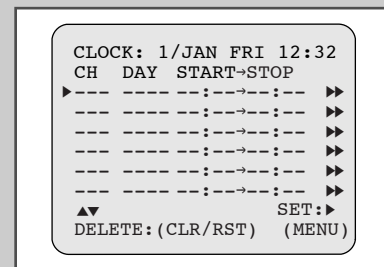 CLOCK: 1/JAN FRI 12:32
CH DAY START→STOP
▶--- ---- --:--→--:-- ▶▶
--- ---- --:--→--:-- ▶▶
--- ---- --:--→--:-- ▶▶
--- ---- --:--→--:-- ▶▶
--- ---- --:--→--:-- ▶▶
--- ---- --:--→--:-- ▶▶
▲▼ SET:▶
DELETE:(CLR/RST) (MENU)